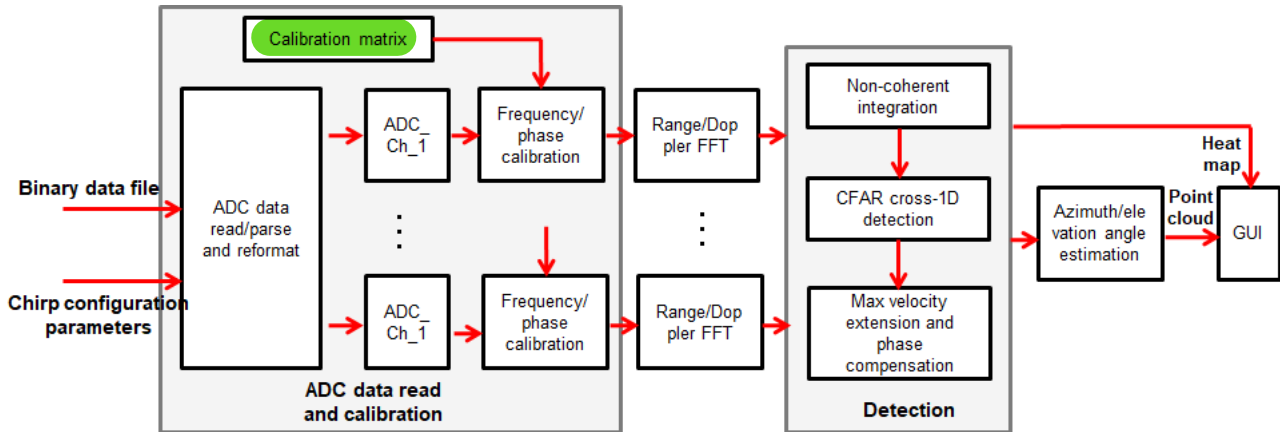 Calibration matrix
Binary data file
Chirp configuration
parameters
ADC data
read/parse
and reformat
ADC_
Ch_1
Frequency/
phase
calibration
Range/Dop
pler FFT
⋮
ADC_
Ch_1
Frequency/
phase
calibration
⋮
Range/Dop
pler FFT
ADC data read
and calibration
Non-coherent
integration
CFAR cross-1D
detection
Max velocity
extension and
phase
compensation
Detection
Azimuth/ele
vation angle
estimation
Heat
map
Point
cloud
GUI